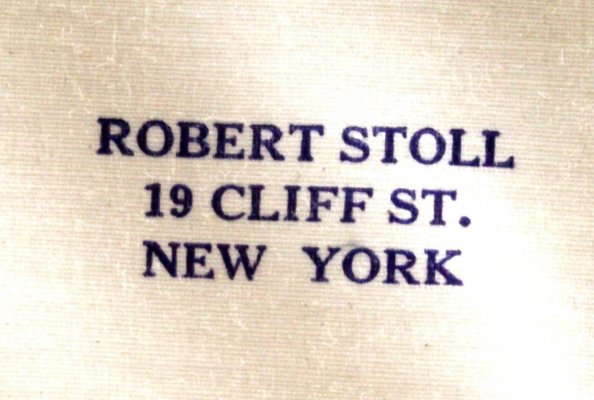 ROBERT STOLL
19 CLIFF ST.
NEW YORK